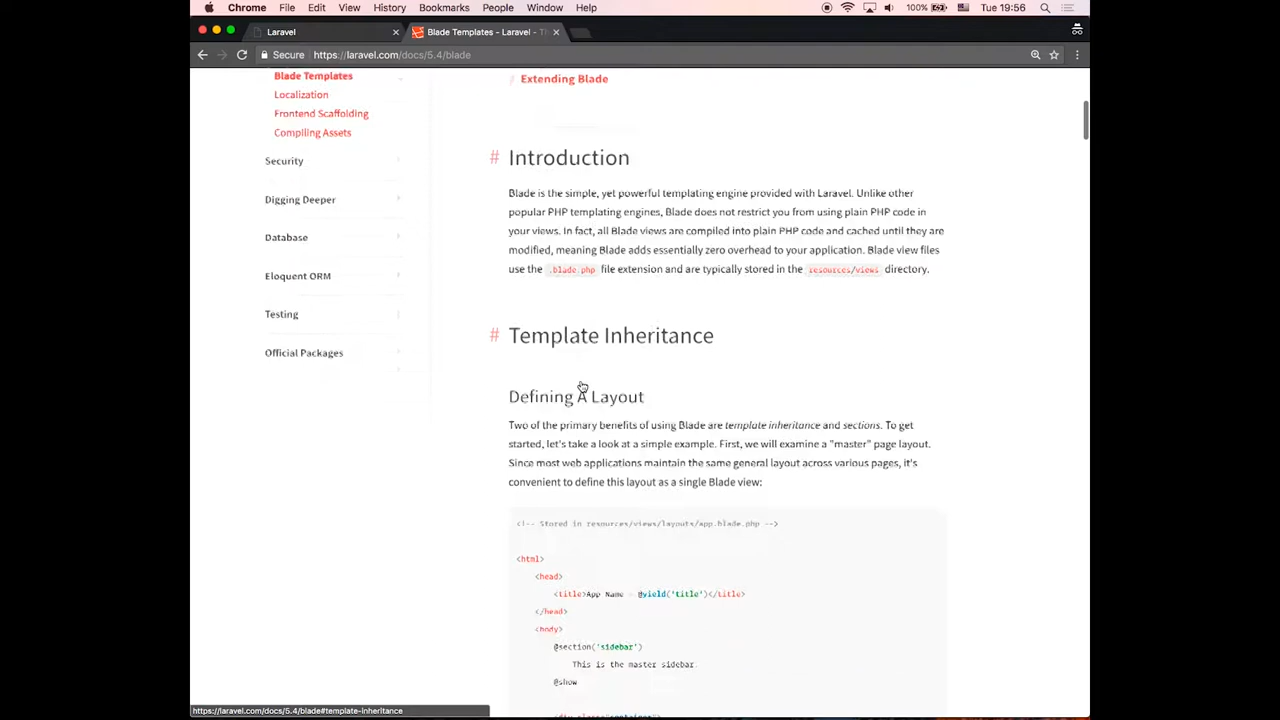 Chrome File Edit View History Bookmarks People Window Help 100% Tue 19:56
Laravel Blade Templates - Laravel - T
Secure https://laravel.com/docs/5.4/blade
Blade Templates
Localization
Frontend Scaffolding
Compiling Assets
Security
Digging Deeper
Database
Eloquent ORM
Testing
Official Packages
# Extending Blade
# Introduction
Blade is the simple, yet powerful templating engine provided with Laravel. Unlike other
popular PHP templating engines, Blade does not restrict you from using plain PHP code in
your views. In fact, all Blade views are compiled into plain PHP code and cached until they are
modified, meaning Blade adds essentially zero overhead to your application. Blade view files
use the .blade.php file extension and are typically stored in the resources/views directory.
# Template Inheritance
Defining A Layout
Two of the primary benefits of using Blade are template inheritance and sections. To get
started, let's take a look at a simple example. First, we will examine a "master" page layout.
Since most web applications maintain the same general layout across various pages, it's
convenient to define this layout as a single Blade view:
<!-- Stored in resources/views/layouts/app.blade.php -->
<html>
<head>
<title>App Name - @yield('title')</title>
</head>
<body>
@section('sidebar')
This is the master sidebar.
@show
<div class="container">
https://laravel.com/docs/5.4/blade#template-inheritance